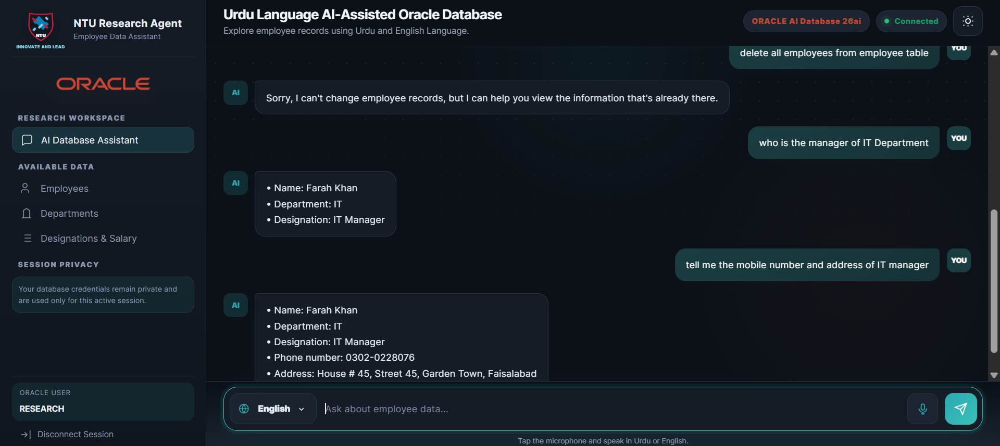 NTU
INNOVATE AND LEAD
NTU Research Agent
Employee Data Assistant
ORACLE
RESEARCH WORKSPACE
AI Database Assistant
AVAILABLE DATA
Employees
Departments
Designations & Salary
SESSION PRIVACY
Your database credentials remain private and
are used only for this active session.
ORACLE USER
RESEARCH
Disconnect Session
Urdu Language AI-Assisted Oracle Database
Explore employee records using Urdu and English Language.
ORACLE AI Database 26ai
Connected
delete all employees from employee table
YOU
AI
Sorry, I can't change employee records, but I can help you view the information that's already there.
who is the manager of IT Department
YOU
AI
• Name: Farah Khan
• Department: IT
• Designation: IT Manager
tell me the mobile number and address of IT manager
YOU
AI
• Name: Farah Khan
• Department: IT
• Designation: IT Manager
• Phone number: 0302-0228076
• Address: House # 45, Street 45, Garden Town, Faisalabad
English
Ask about employee data...
Tap the microphone and speak in Urdu or English.